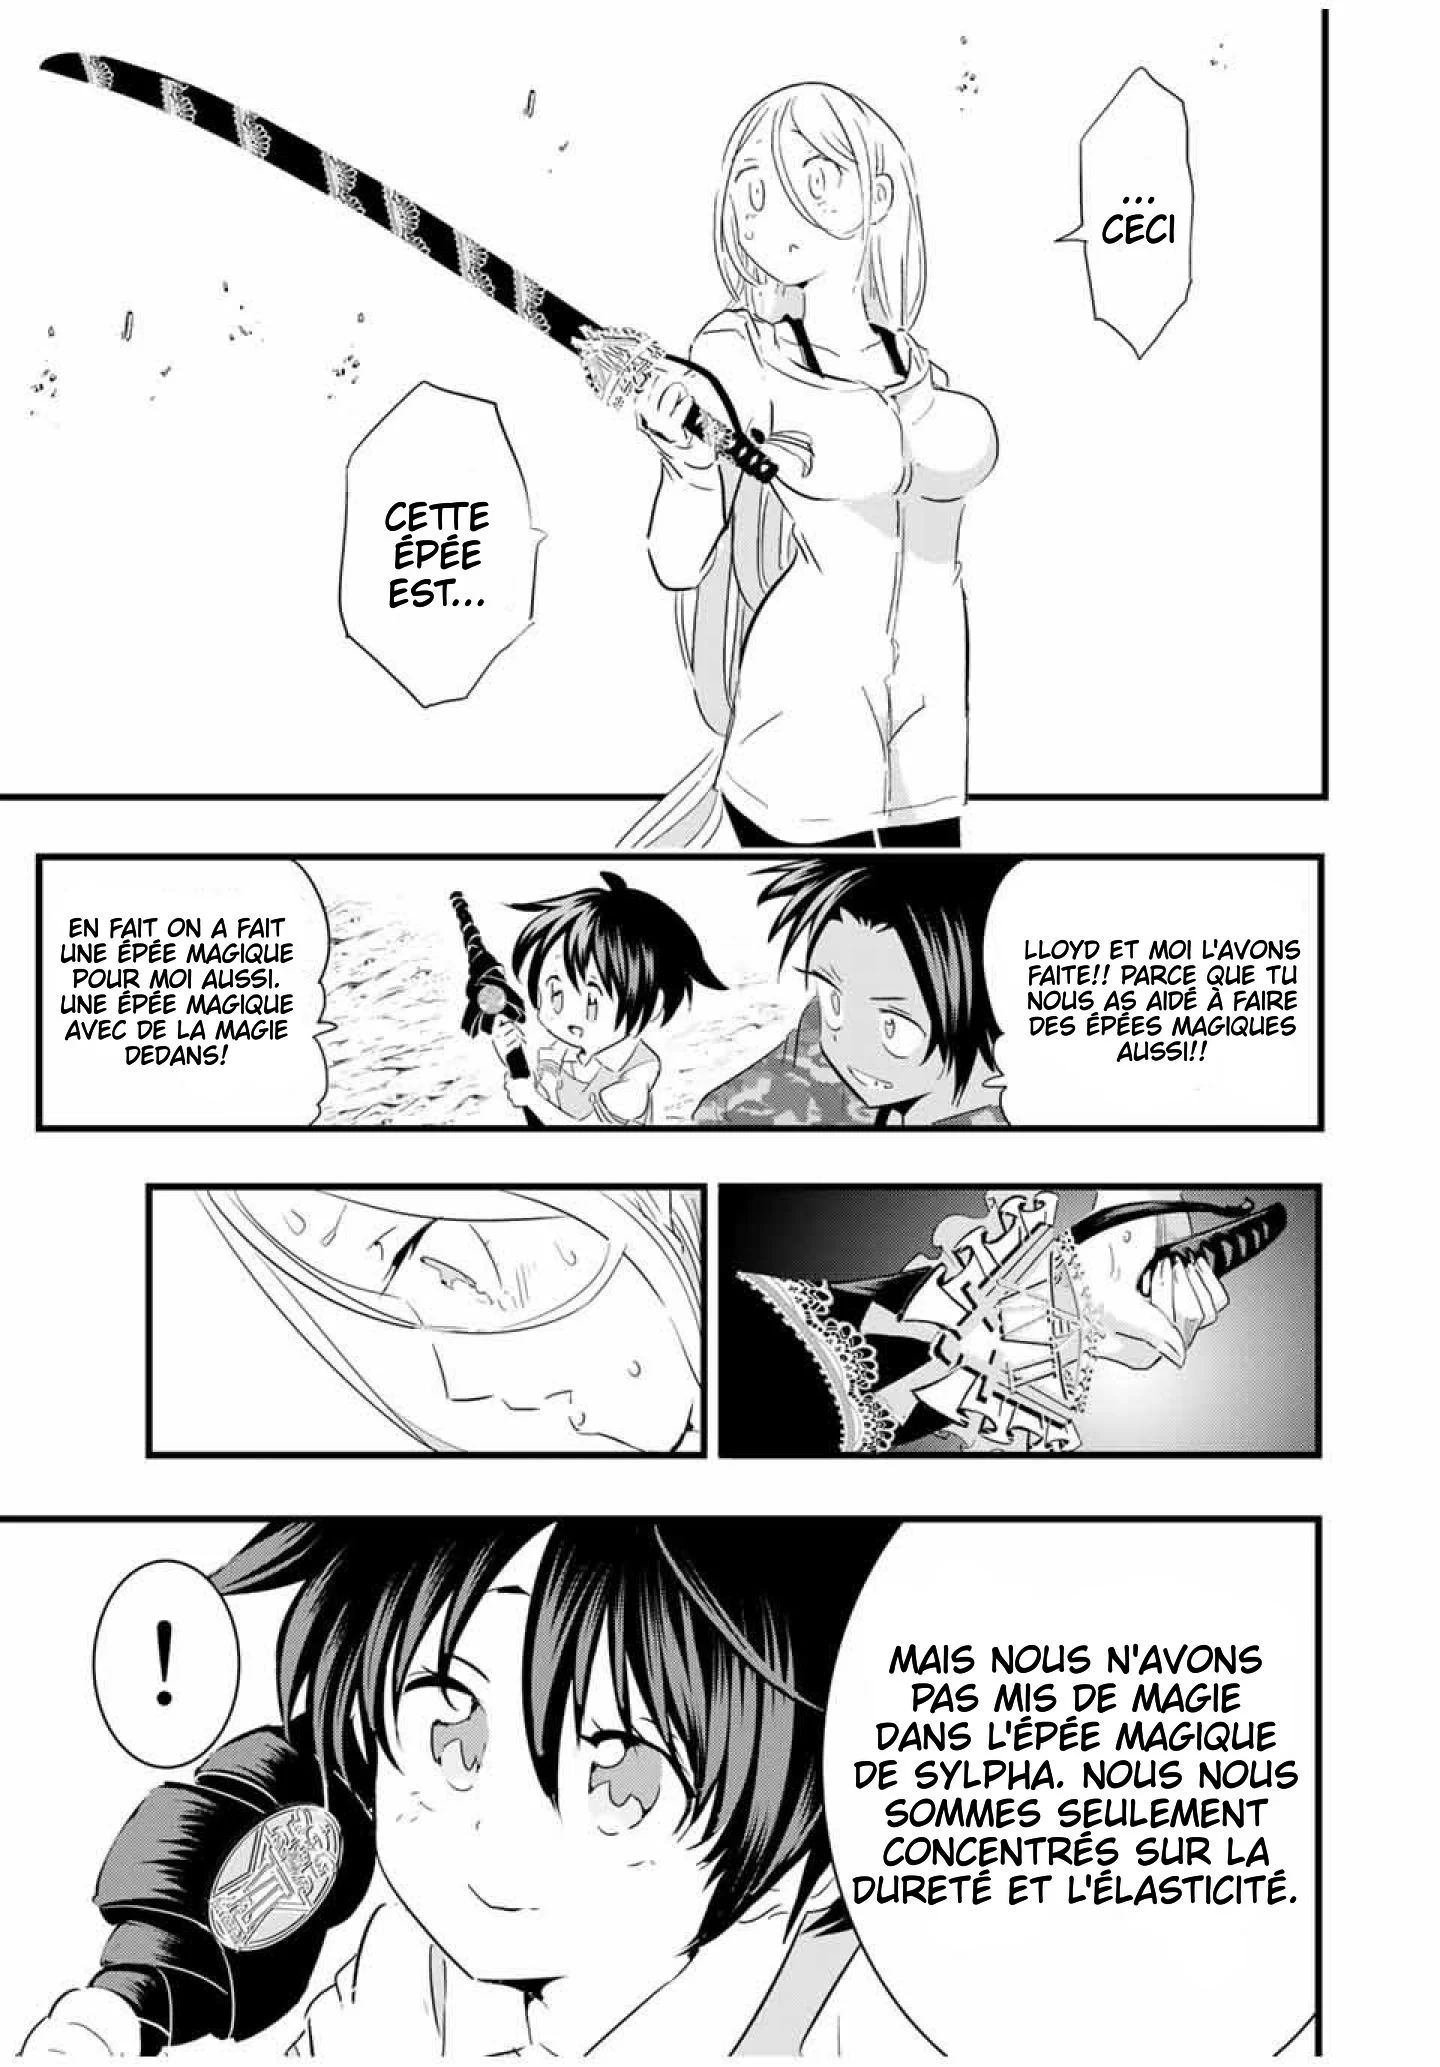 ...
CECI
CETTE
ÉPÉE
EST...
LLOYD ET MOI L'AVONS
FAITE!! PARCE QUE TU
NOUS AS AIDÉ À FAIRE
DES ÉPÉES MAGIQUES
AUSSI!!
EN FAIT ON A FAIT
UNE ÉPÉE MAGIQUE
POUR MOI AUSSI.
UNE ÉPÉE MAGIQUE
AVEC DE LA MAGIE
DEDANS!
MAIS NOUS N'AVONS
PAS MIS DE MAGIE
DANS L'ÉPÉE MAGIQUE
DE SYLPHA. NOUS NOUS
SOMMES SEULEMENT
CONCENTRÉS SUR LA
DURETÉ ET L'ÉLASTICITÉ.
!